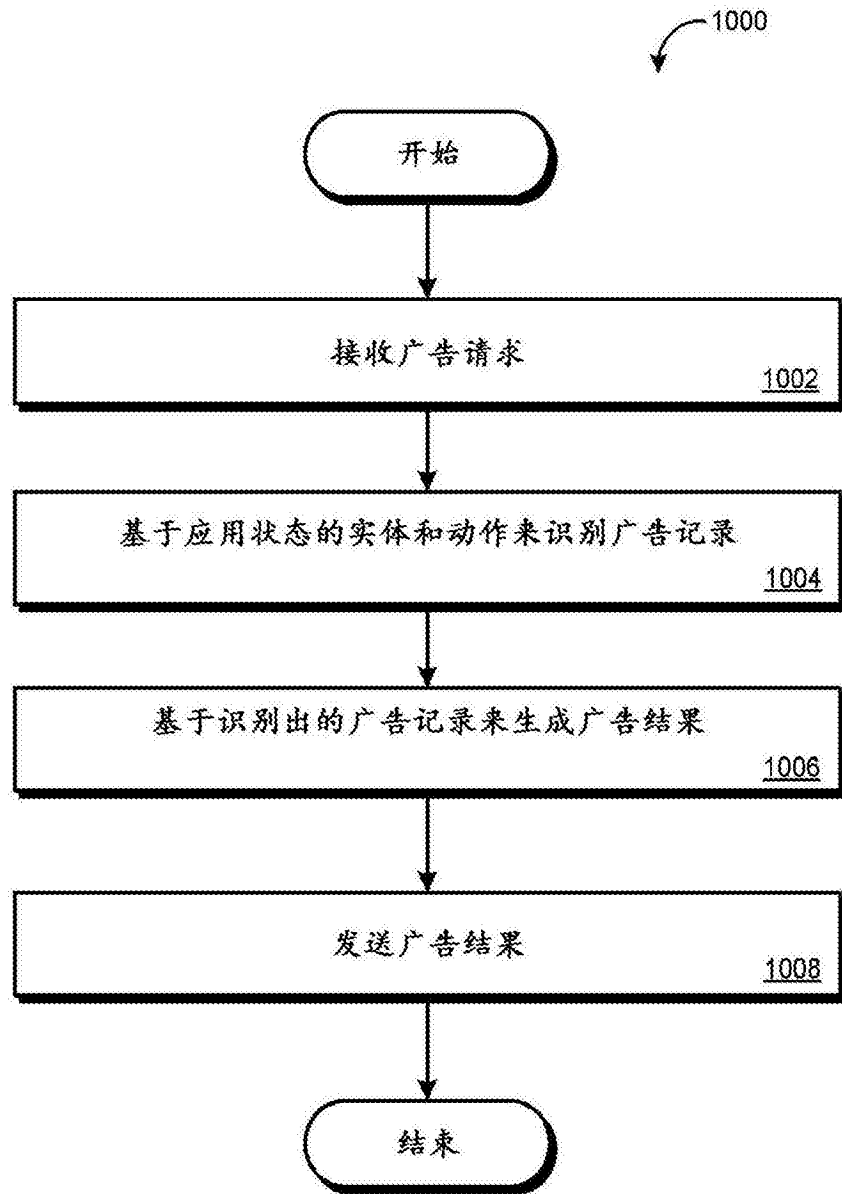 1000
开始
接收广告请求
1002
基于应用状态的实体和动作来识别广告记录
1004
基于识别出的广告记录来生成广告结果
1006
发送广告结果
1008
结束